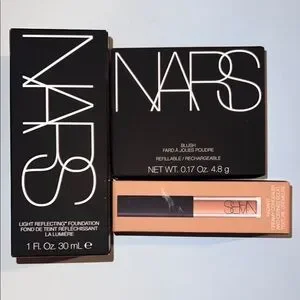 NARS
LIGHT REFLECTING™ FOUNDATION
FOND DE TEINT RÉFLÉCHISSANT
LA LUMIÈRE
1 Fl. Oz. 30 mL ℮
NARS
BLUSH
FARD À JOUES POUDRE
REFILLABLE / RECHARGEABLE
NET WT. 0.17 Oz. 4.8 g
NARS